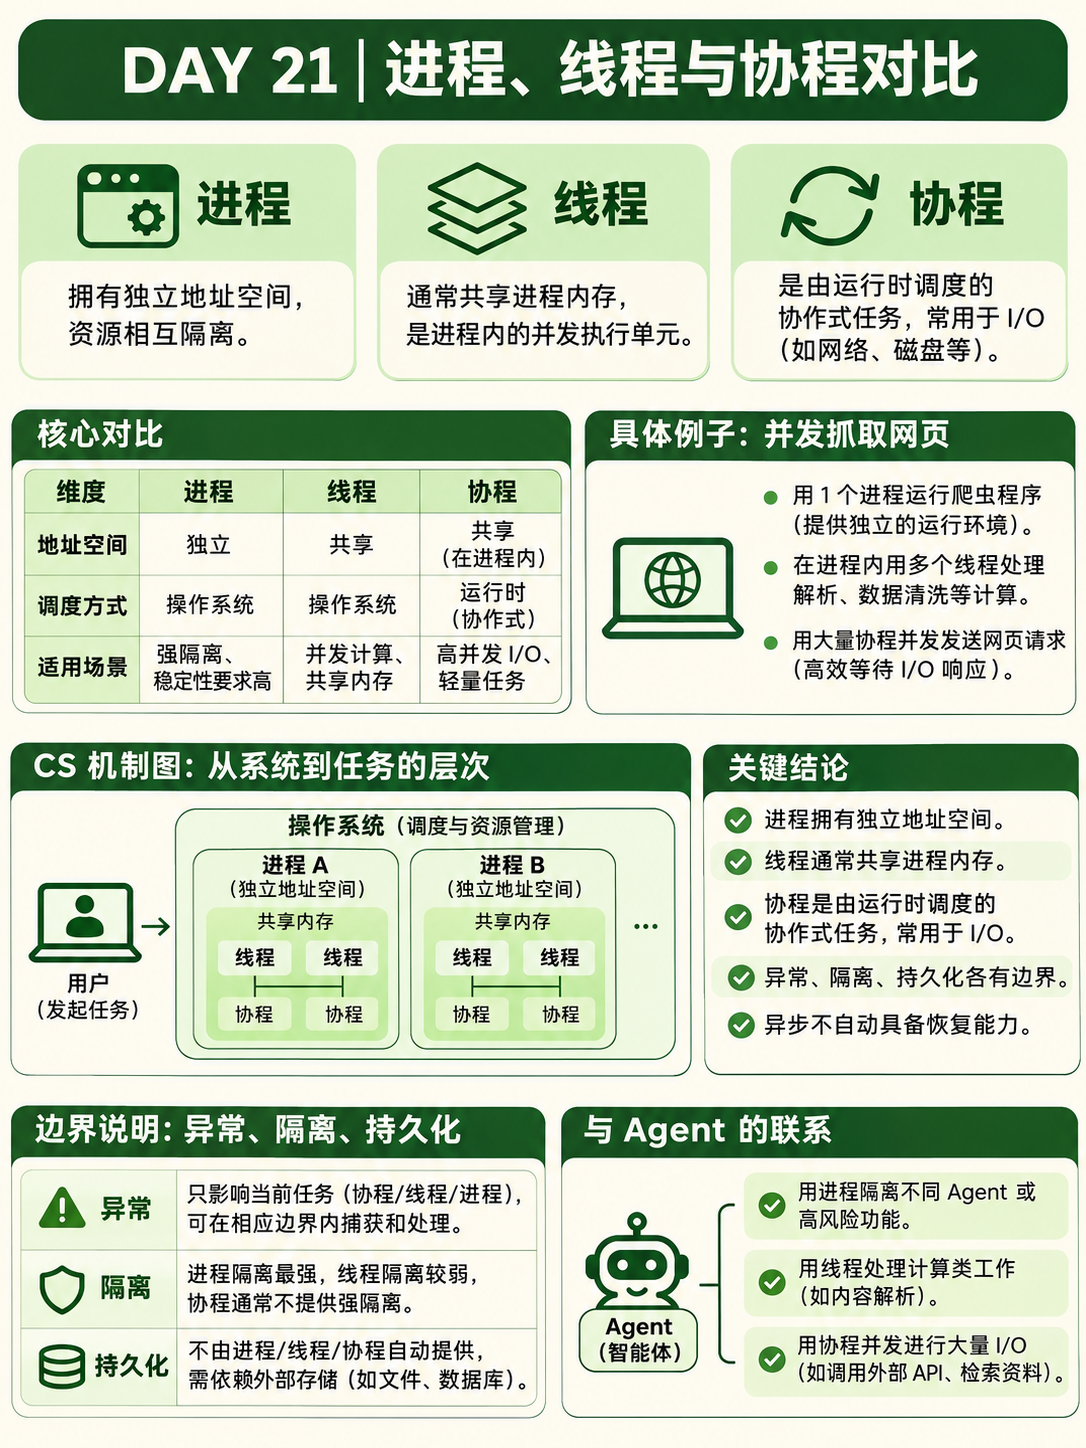 DAY 21 | 进程、线程与协程对比
进程
拥有独立地址空间，
资源相互隔离。
线程
通常共享进程内存，
是进程内的并发执行单元。
协程
是由运行时调度的
协作式任务，常用于 I/O
（如网络、磁盘等）。
核心对比
维度 进程 线程 协程
地址空间 独立 共享 共享
（在进程内）
调度方式 操作系统 操作系统 运行时
（协作式）
适用场景 强隔离、 并发计算、 高并发 I/O、
稳定性要求高 共享内存 轻量任务
具体例子：并发抓取网页
用 1 个进程运行爬虫程序
（提供独立的运行环境）。
在进程内用多个线程处理
解析、数据清洗等计算。
用大量协程并发发送网页请求
（高效等待 I/O 响应）。
CS 机制图：从系统到任务的层次
用户
（发起任务）
操作系统（调度与资源管理）
进程 A
（独立地址空间）
共享内存
线程 线程
协程 协程
进程 B
（独立地址空间）
共享内存
线程 线程
协程 协程
...
关键结论
进程拥有独立地址空间。
线程通常共享进程内存。
协程是由运行时调度的
协作式任务，常用于 I/O。
异常、隔离、持久化各有边界。
异步不自动具备恢复能力。
边界说明：异常、隔离、持久化
异常
只影响当前任务（协程/线程/进程），
可在相应边界内捕获和处理。
隔离
进程隔离最强，线程隔离较弱，
协程通常不提供强隔离。
持久化
不由进程/线程/协程自动提供，
需依赖外部存储（如文件、数据库）。
与 Agent 的联系
Agent
（智能体）
用进程隔离不同 Agent 或
高风险功能。
用线程处理计算类工作
（如内容解析）。
用协程并发进行大量 I/O
（如调用外部 API、检索资料）。